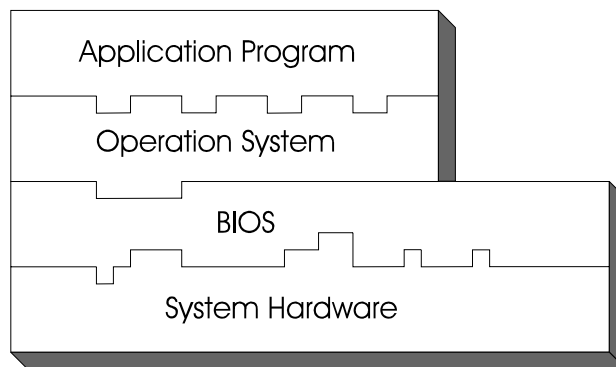 Application Program
Operation System
BIOS
System Hardware